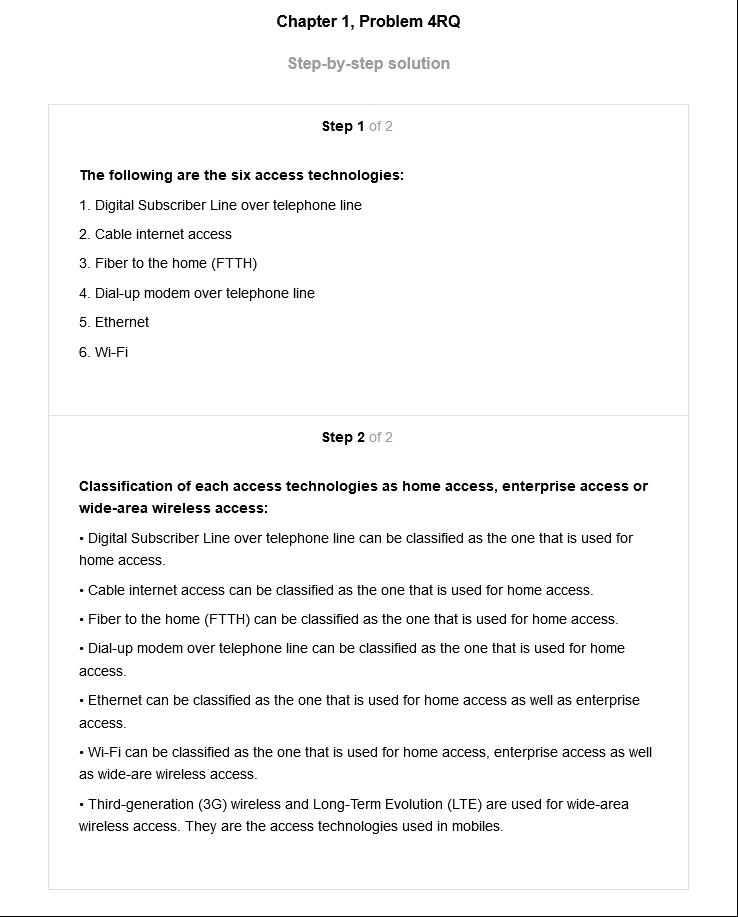 Chapter 1, Problem 4RQ
Step-by-step solution
Step 1 of 2
The following are the six access technologies:
1. Digital Subscriber Line over telephone line
2. Cable internet access
3. Fiber to the home (FTTH)
4. Dial-up modem over telephone line
5. Ethernet
6. Wi-Fi
Step 2 of 2
Classification of each access technologies as home access, enterprise access or
wide-area wireless access:
• Digital Subscriber Line over telephone line can be classified as the one that is used for
home access.
• Cable internet access can be classified as the one that is used for home access.
• Fiber to the home (FTTH) can be classified as the one that is used for home access.
• Dial-up modem over telephone line can be classified as the one that is used for home
access.
• Ethernet can be classified as the one that is used for home access as well as enterprise
access.
• Wi-Fi can be classified as the one that is used for home access, enterprise access as well
as wide-are wireless access.
• Third-generation (3G) wireless and Long-Term Evolution (LTE) are used for wide-area
wireless access. They are the access technologies used in mobiles.